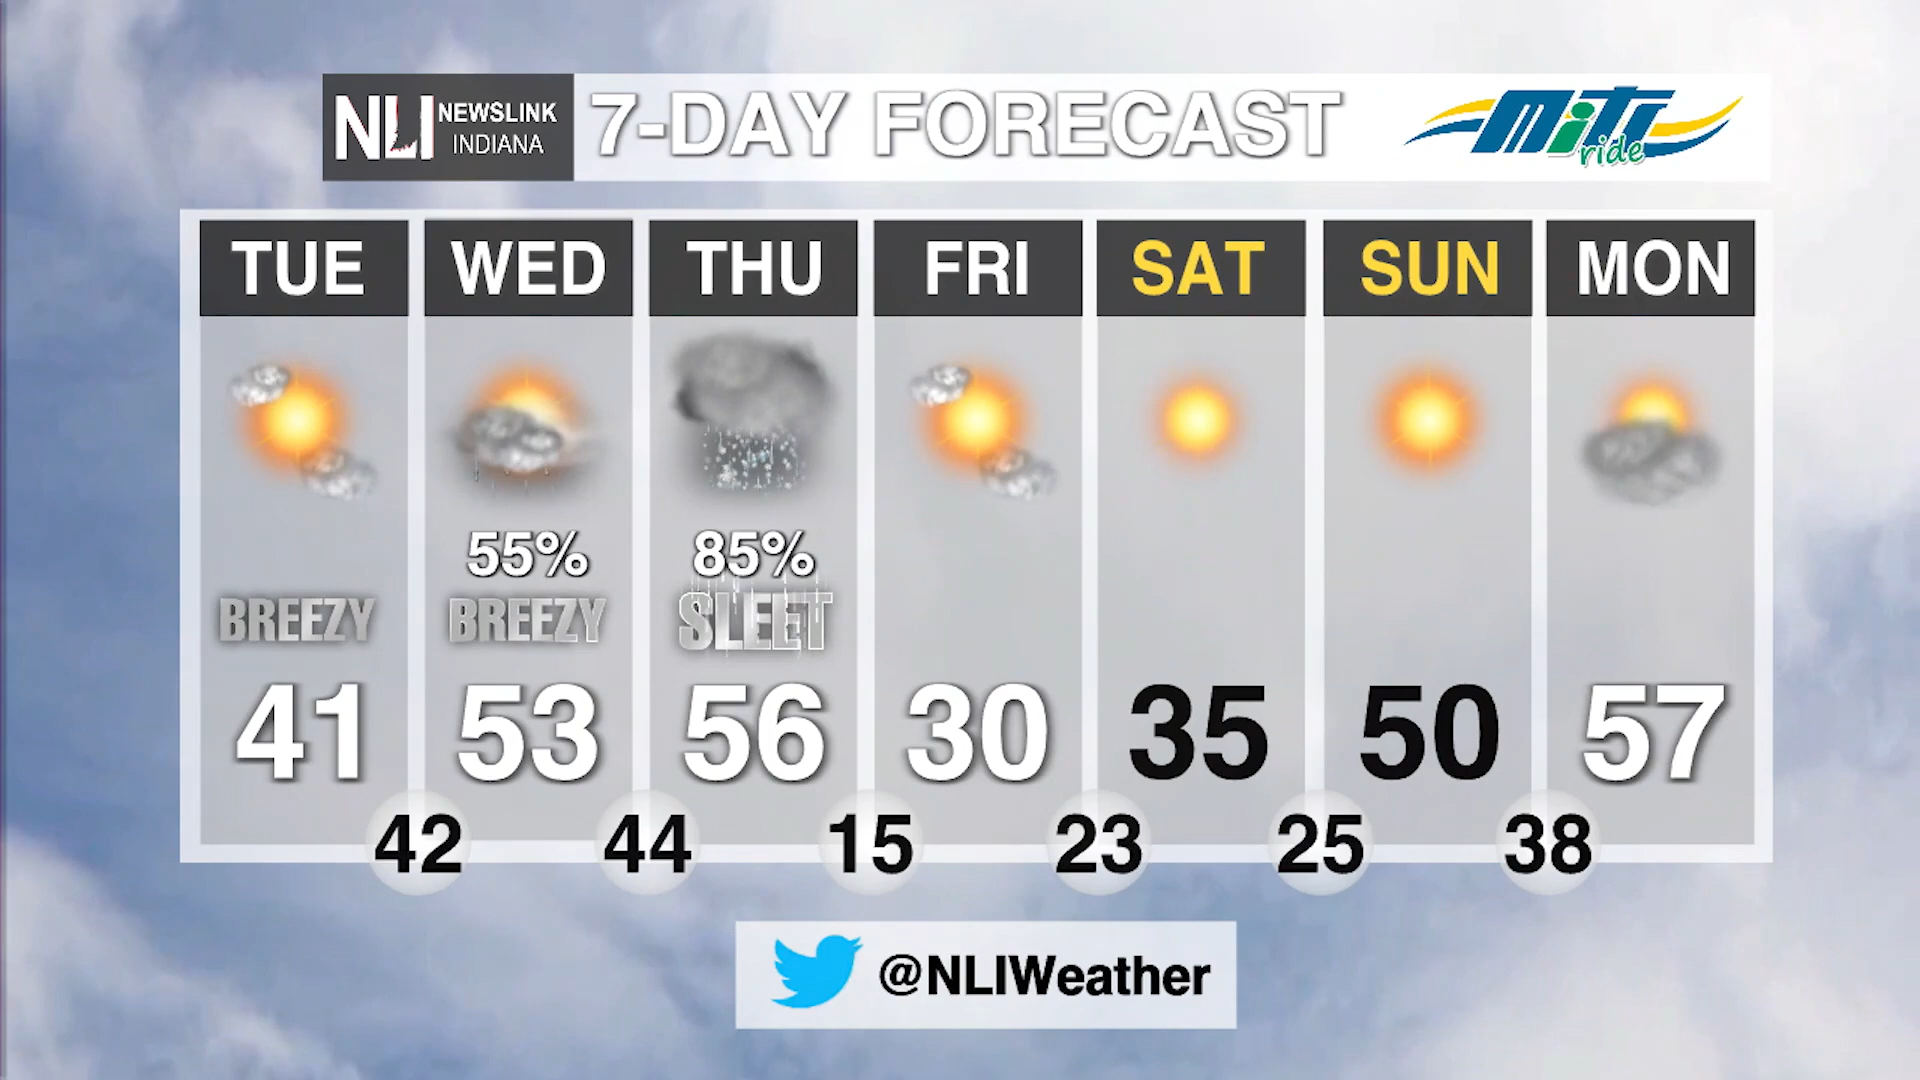 NLI NEWSLINK INDIANA
7-DAY FORECAST
MiTS ride
TUE WED THU FRI SAT SUN MON
55% 85%
BREEZY BREEZY SLEET
41 53 56 30 35 50 57
42 44 15 23 25 38
@NLIWeather